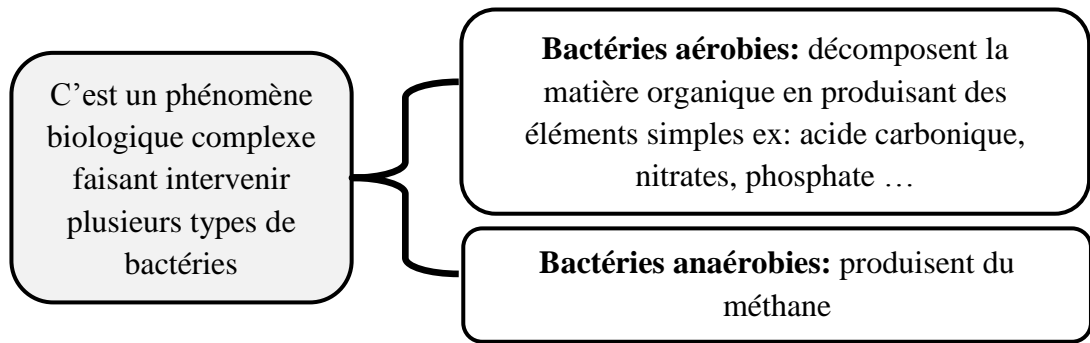 C’est un phénomène
biologique complexe
faisant intervenir
plusieurs types de
bactéries
Bactéries aérobies: décomposent la
matière organique en produisant des
éléments simples ex: acide carbonique,
nitrates, phosphate …
Bactéries anaérobies: produisent du
méthane